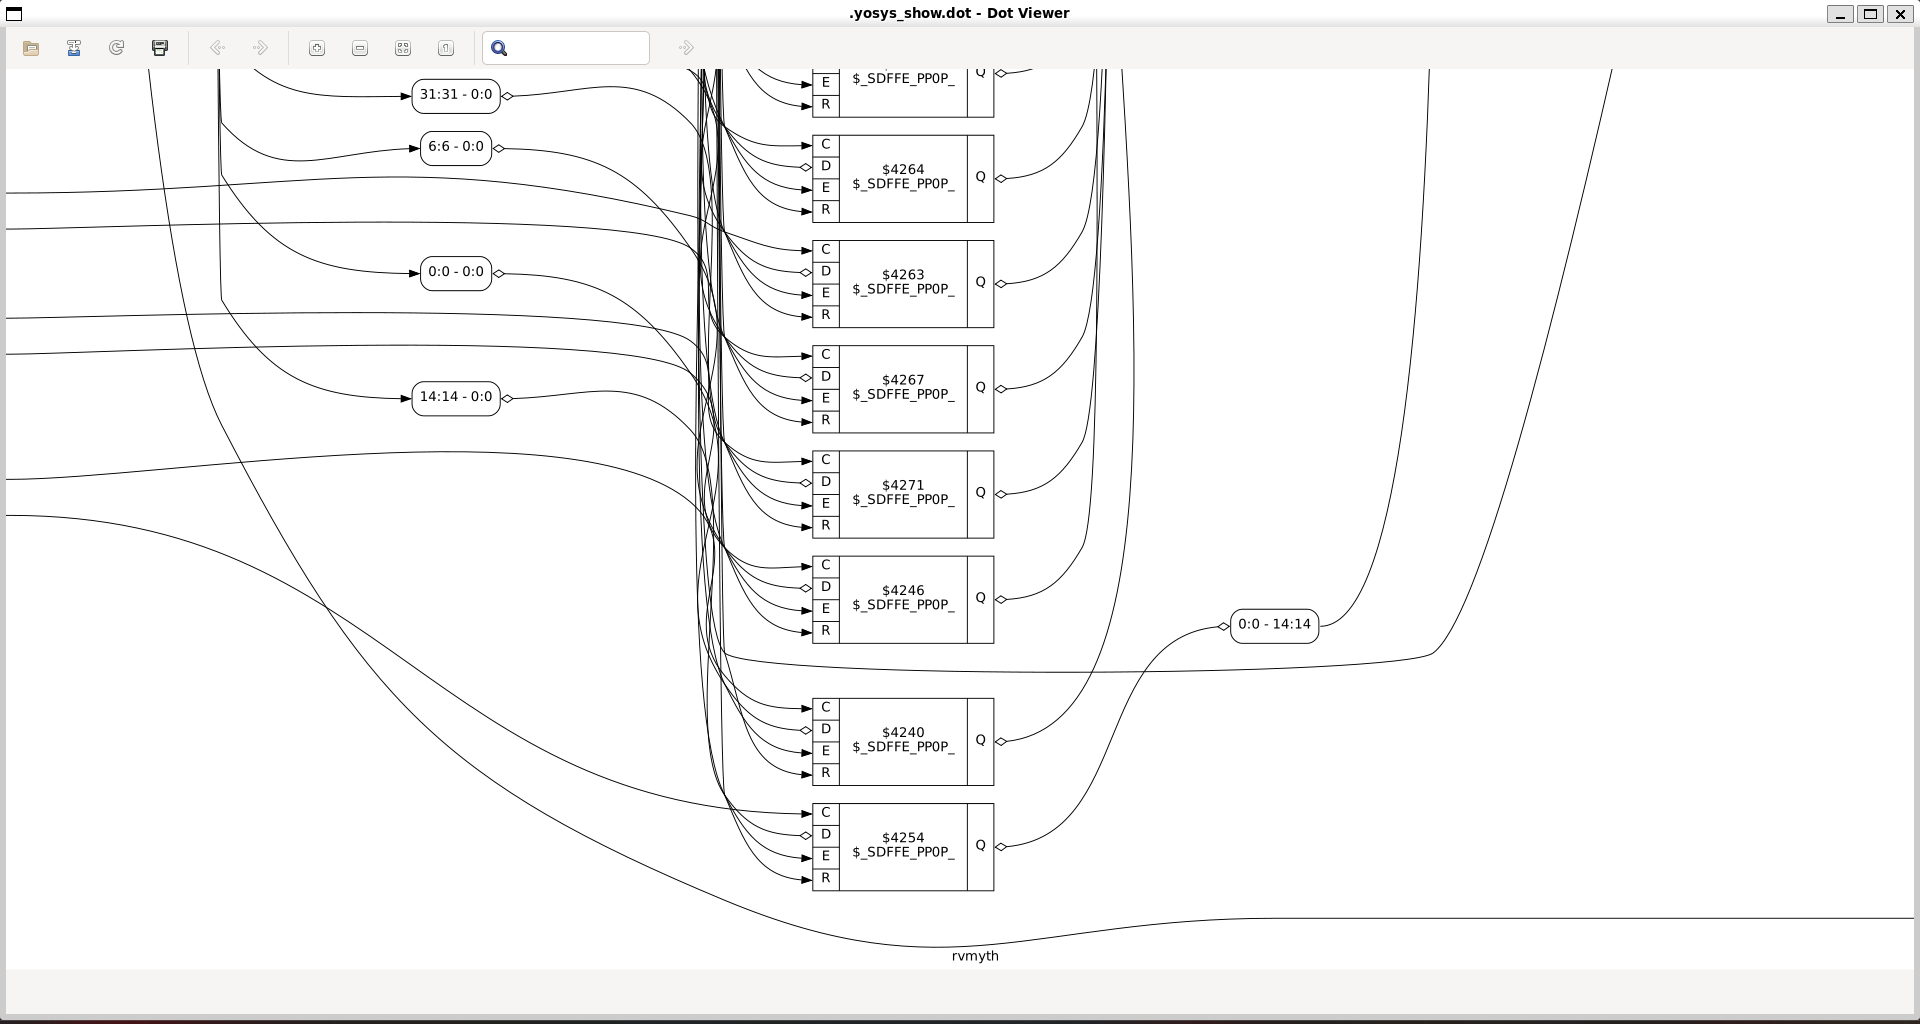 .yosys_show.dot - Dot Viewer
31:31 - 0:0
6:6 - 0:0
0:0 - 0:0
14:14 - 0:0
E
R
$_SDFFE_PP0P_
Q
C
D
E
R
$4264
$_SDFFE_PP0P_
Q
C
D
E
R
$4263
$_SDFFE_PP0P_
Q
C
D
E
R
$4267
$_SDFFE_PP0P_
Q
C
D
E
R
$4271
$_SDFFE_PP0P_
Q
C
D
E
R
$4246
$_SDFFE_PP0P_
Q
0:0 - 14:14
C
D
E
R
$4240
$_SDFFE_PP0P_
Q
C
D
E
R
$4254
$_SDFFE_PP0P_
Q
rvmyth